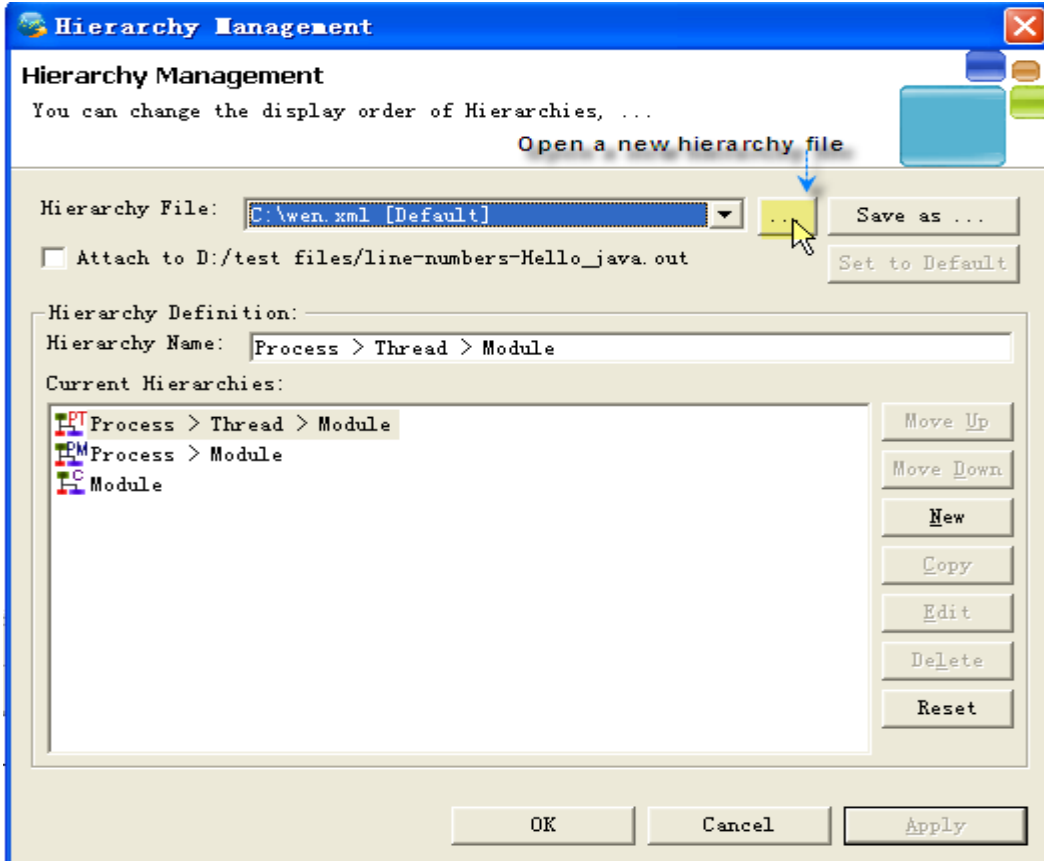 Hierarchy Management
Hierarchy Management
You can change the display order of Hierarchies, ...
Open a new hierarchy file
Hierarchy File: C:\wen.xml [Default] ... Save as ...
Attach to D:/test files/line-numbers-Hello_java.out Set to Default
Hierarchy Definition:
Hierarchy Name: Process > Thread > Module
Current Hierarchies:
PT Process > Thread > Module Move Up
PM Process > Module Move Down
C Module
New
Copy
Edit
Delete
Reset
OK Cancel Apply